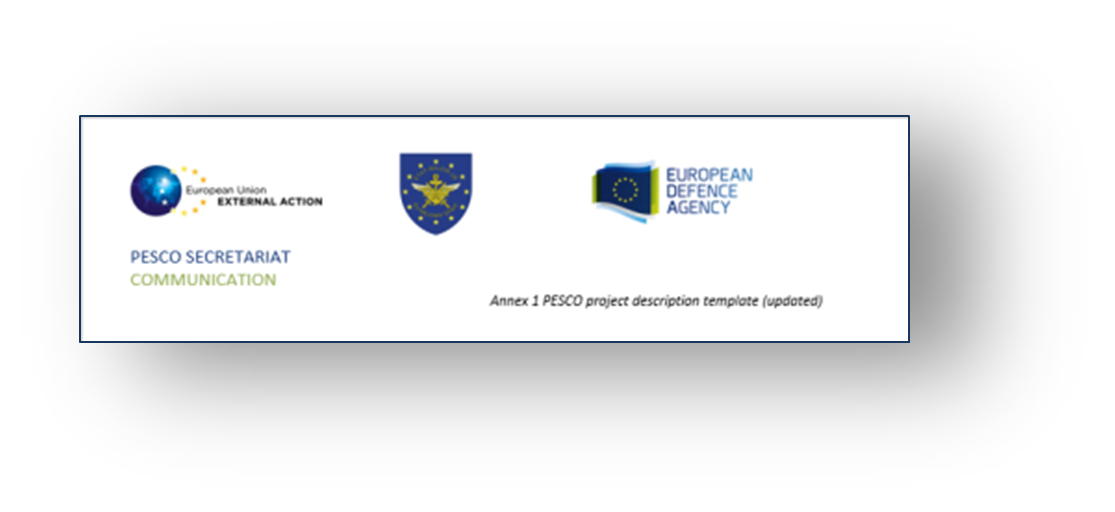 European Union
EXTERNAL ACTION
EUROPEAN
DEFENCE
AGENCY
PESCO SECRETARIAT
COMMUNICATION
Annex 1 PESCO project description template (updated)